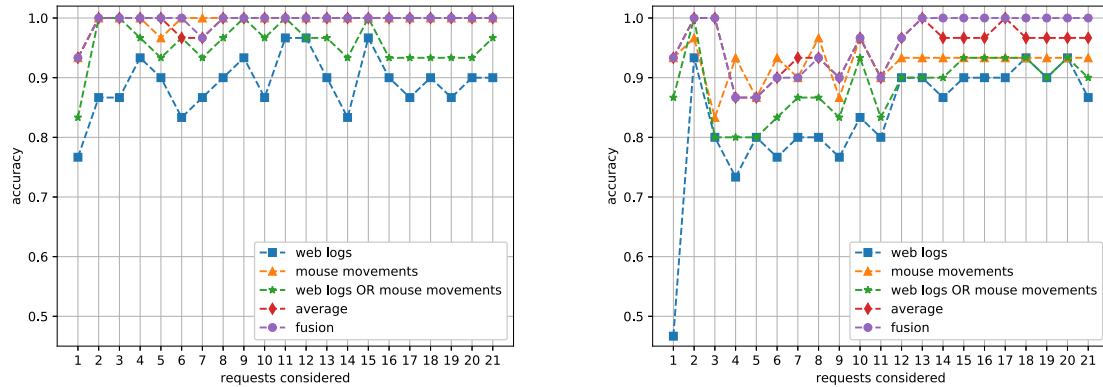 1.0
0.9
0.8
0.7
0.6
0.5
accuracy
1 2 3 4 5 6 7 8 9 10 11 12 13 14 15 16 17 18 19 20 21
requests considered
web logs
mouse movements
web logs OR mouse movements
average
fusion
1.0
0.9
0.8
0.7
0.6
0.5
accuracy
1 2 3 4 5 6 7 8 9 10 11 12 13 14 15 16 17 18 19 20 21
requests considered
web logs
mouse movements
web logs OR mouse movements
average
fusion